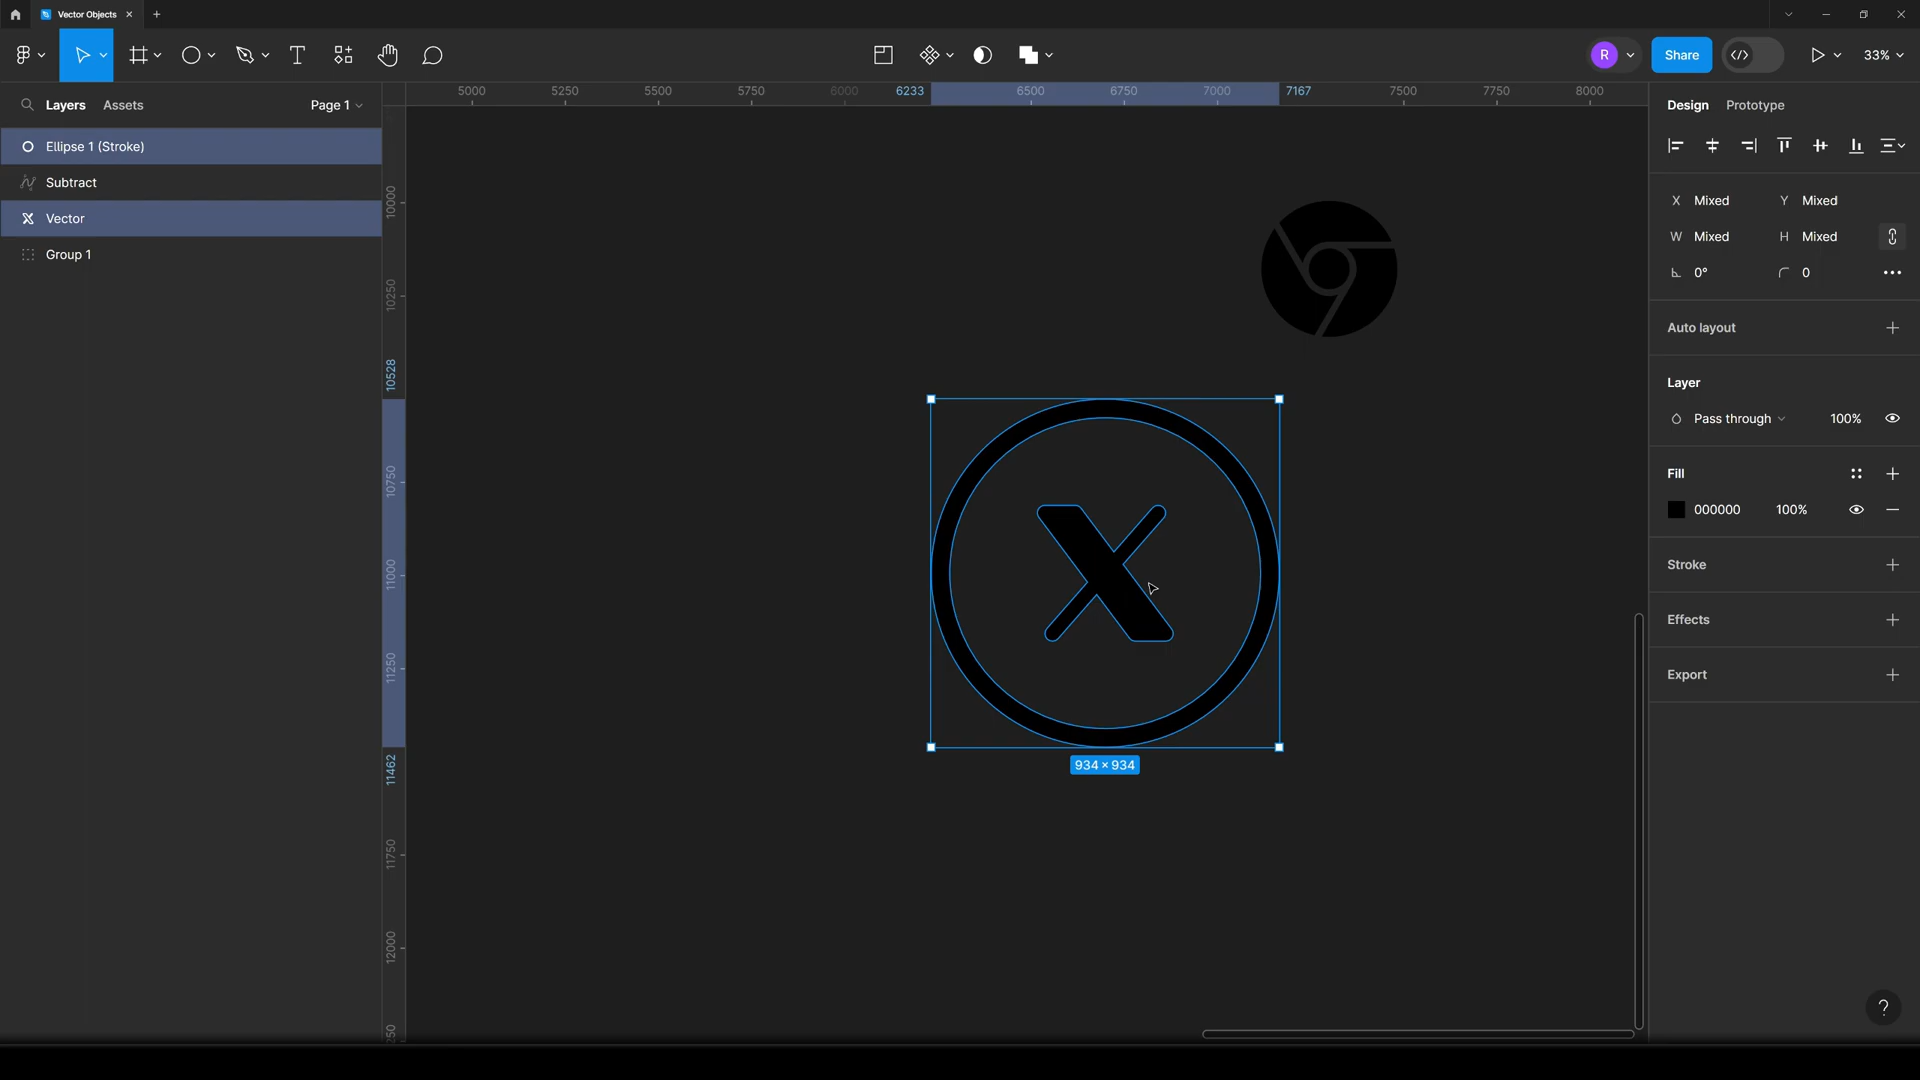 Vector Objects
R
Share
33%
Layers
Assets
Page 1
5000
5250
5500
5750
6000
6233
6500
6750
7000
7167
7500
7750
8000
Design
Prototype
Ellipse 1 (Stroke)
Subtract
Vector
Group 1
10000
10250
10528
10750
11000
11250
11462
11750
12000
X Mixed
Y Mixed
W Mixed
H Mixed
0°
0
Auto layout
Layer
Pass through
100%
Fill
000000
100%
Stroke
Effects
Export
X
934 × 934
?